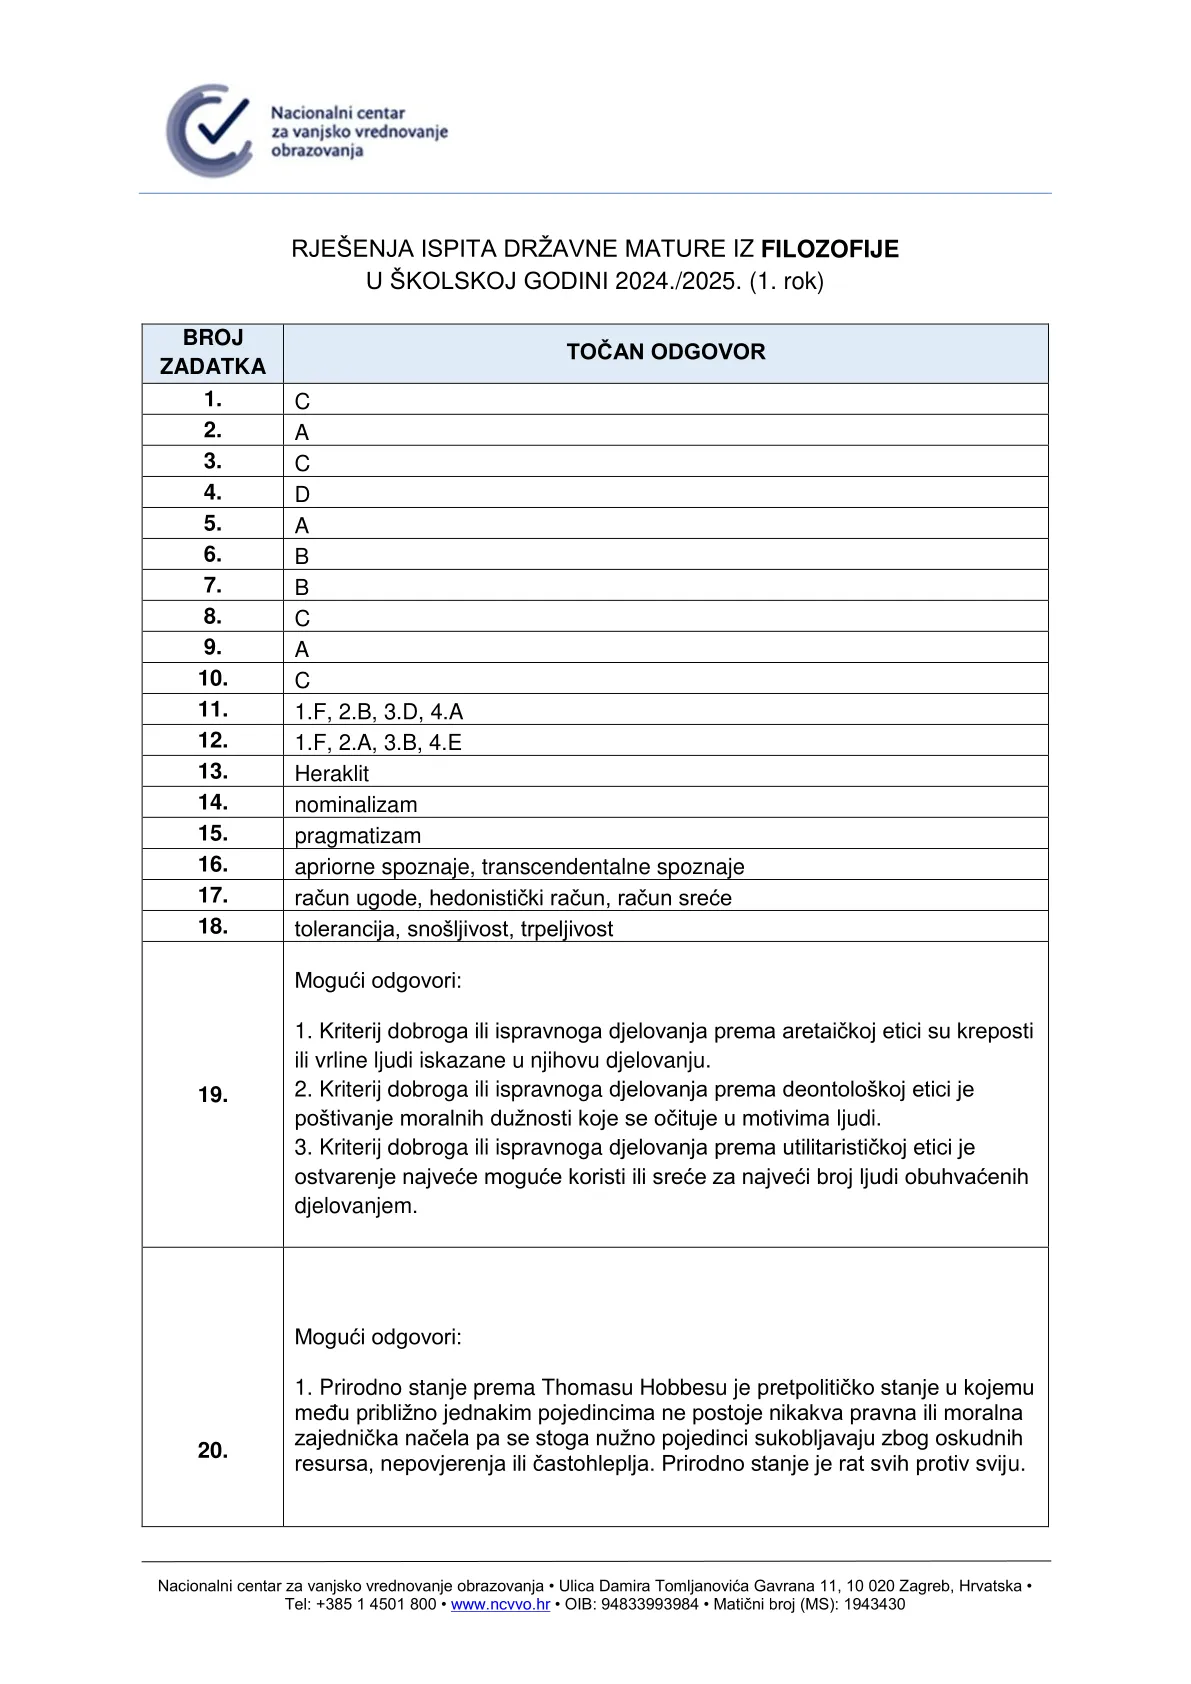 Nacionalni centar
za vanjsko vrednovanje
obrazovanja
RJEŠENJA ISPITA DRŽAVNE MATURE IZ FILOZOFIJE
U ŠKOLSKOJ GODINI 2024./2025. (1. rok)
BROJ
ZADATKA
TOČAN ODGOVOR
1.
C
2.
A
3.
C
4.
D
5.
A
6.
B
7.
B
8.
C
9.
A
10.
C
11.
1.F, 2.B, 3.D, 4.A
12.
1.F, 2.A, 3.B, 4.E
13.
Heraklit
14.
nominalizam
15.
pragmatizam
16.
apriorne spoznaje, transcendentalne spoznaje
17.
račun ugode, hedonistički račun, račun sreće
18.
tolerancija, snošljivost, trpeljivost
19.
Mogući odgovori:
1. Kriterij dobroga ili ispravnoga djelovanja prema aretaičkoj etici su kreposti
ili vrline ljudi iskazane u njihovu djelovanju.
2. Kriterij dobroga ili ispravnoga djelovanja prema deontološkoj etici je
poštivanje moralnih dužnosti koje se očituje u motivima ljudi.
3. Kriterij dobroga ili ispravnoga djelovanja prema utilitarističkoj etici je
ostvarenje najveće moguće koristi ili sreće za najveći broj ljudi obuhvaćenih
djelovanjem.
20.
Mogući odgovori:
1. Prirodno stanje prema Thomasu Hobbesu je pretpolitičko stanje u kojemu
među približno jednakim pojedincima ne postoje nikakva pravna ili moralna
zajednička načela pa se stoga nužno pojedinci sukobljavaju zbog oskudnih
resursa, nepovjerenja ili častohleplja. Prirodno stanje je rat svih protiv sviju.
Nacionalni centar za vanjsko vrednovanje obrazovanja • Ulica Damira Tomljanovića Gavrana 11, 10 020 Zagreb, Hrvatska •
Tel: +385 1 4501 800 • www.ncvvo.hr • OIB: 94833993984 • Matični broj (MS): 1943430